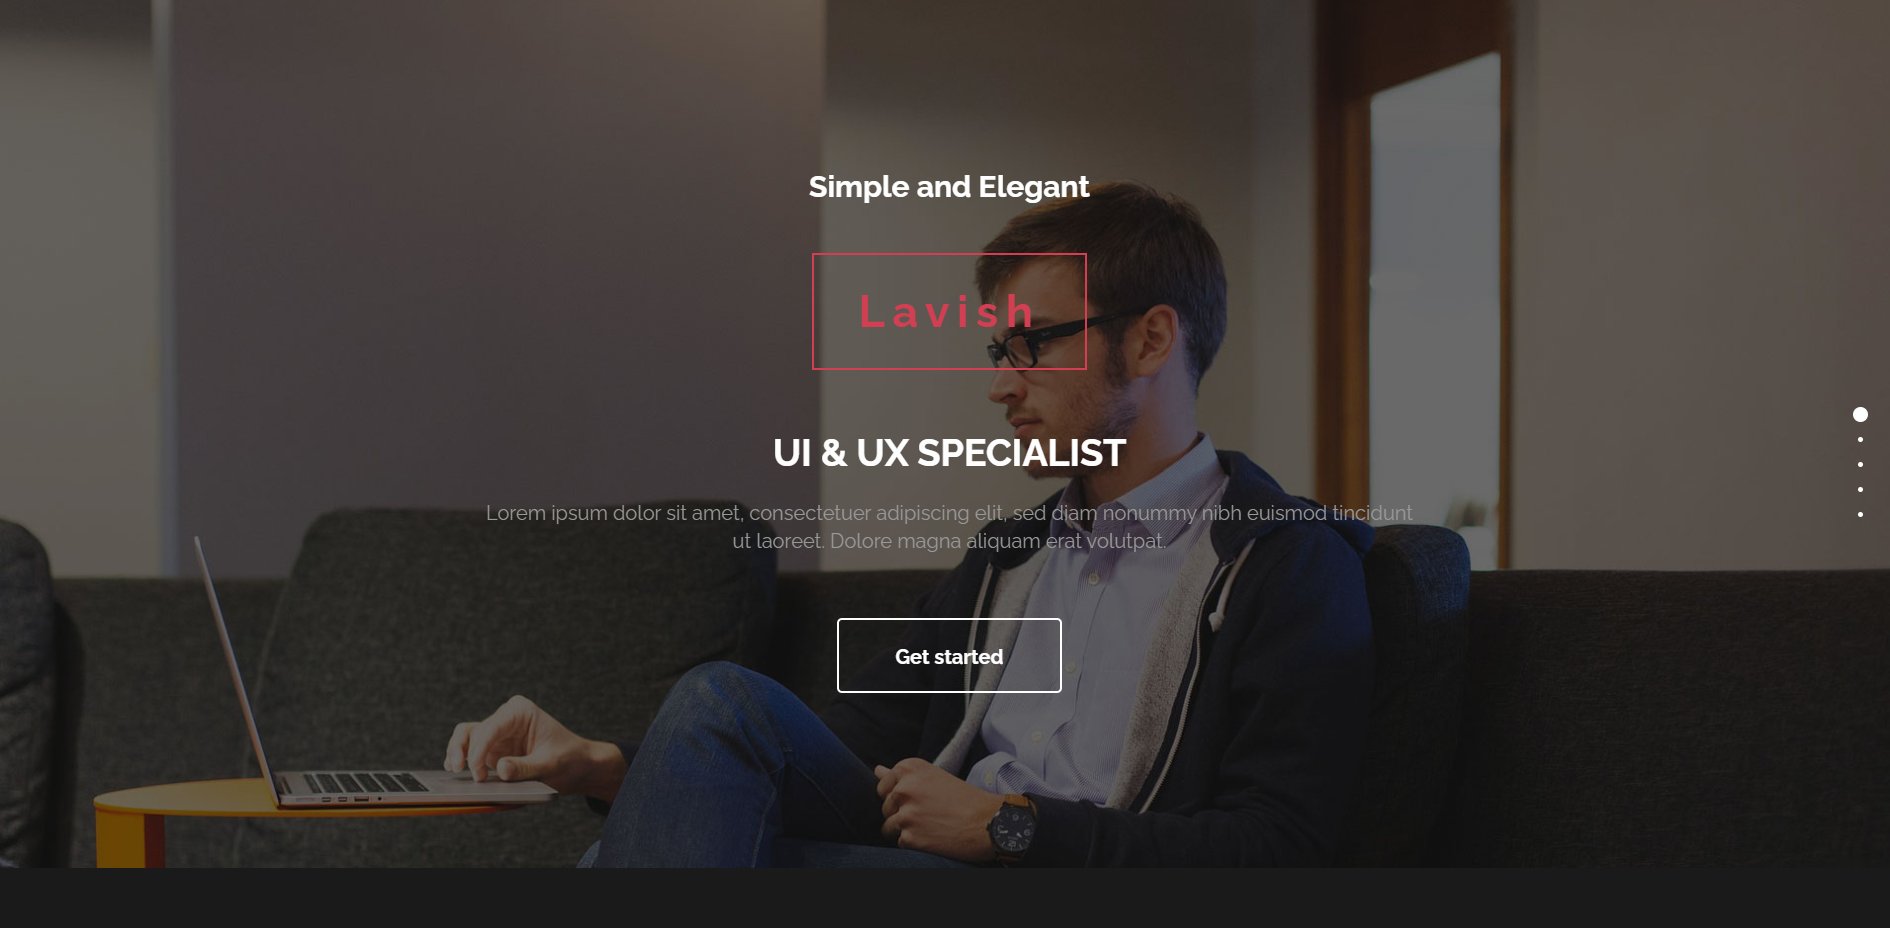 Simple and Elegant
Lavish
UI & UX SPECIALIST
Lorem ipsum dolor sit amet, consectetuer adipiscing elit, sed diam nonummy nibh euismod tincidunt
ut laoreet. Dolore magna aliquam erat volutpat.
Get started